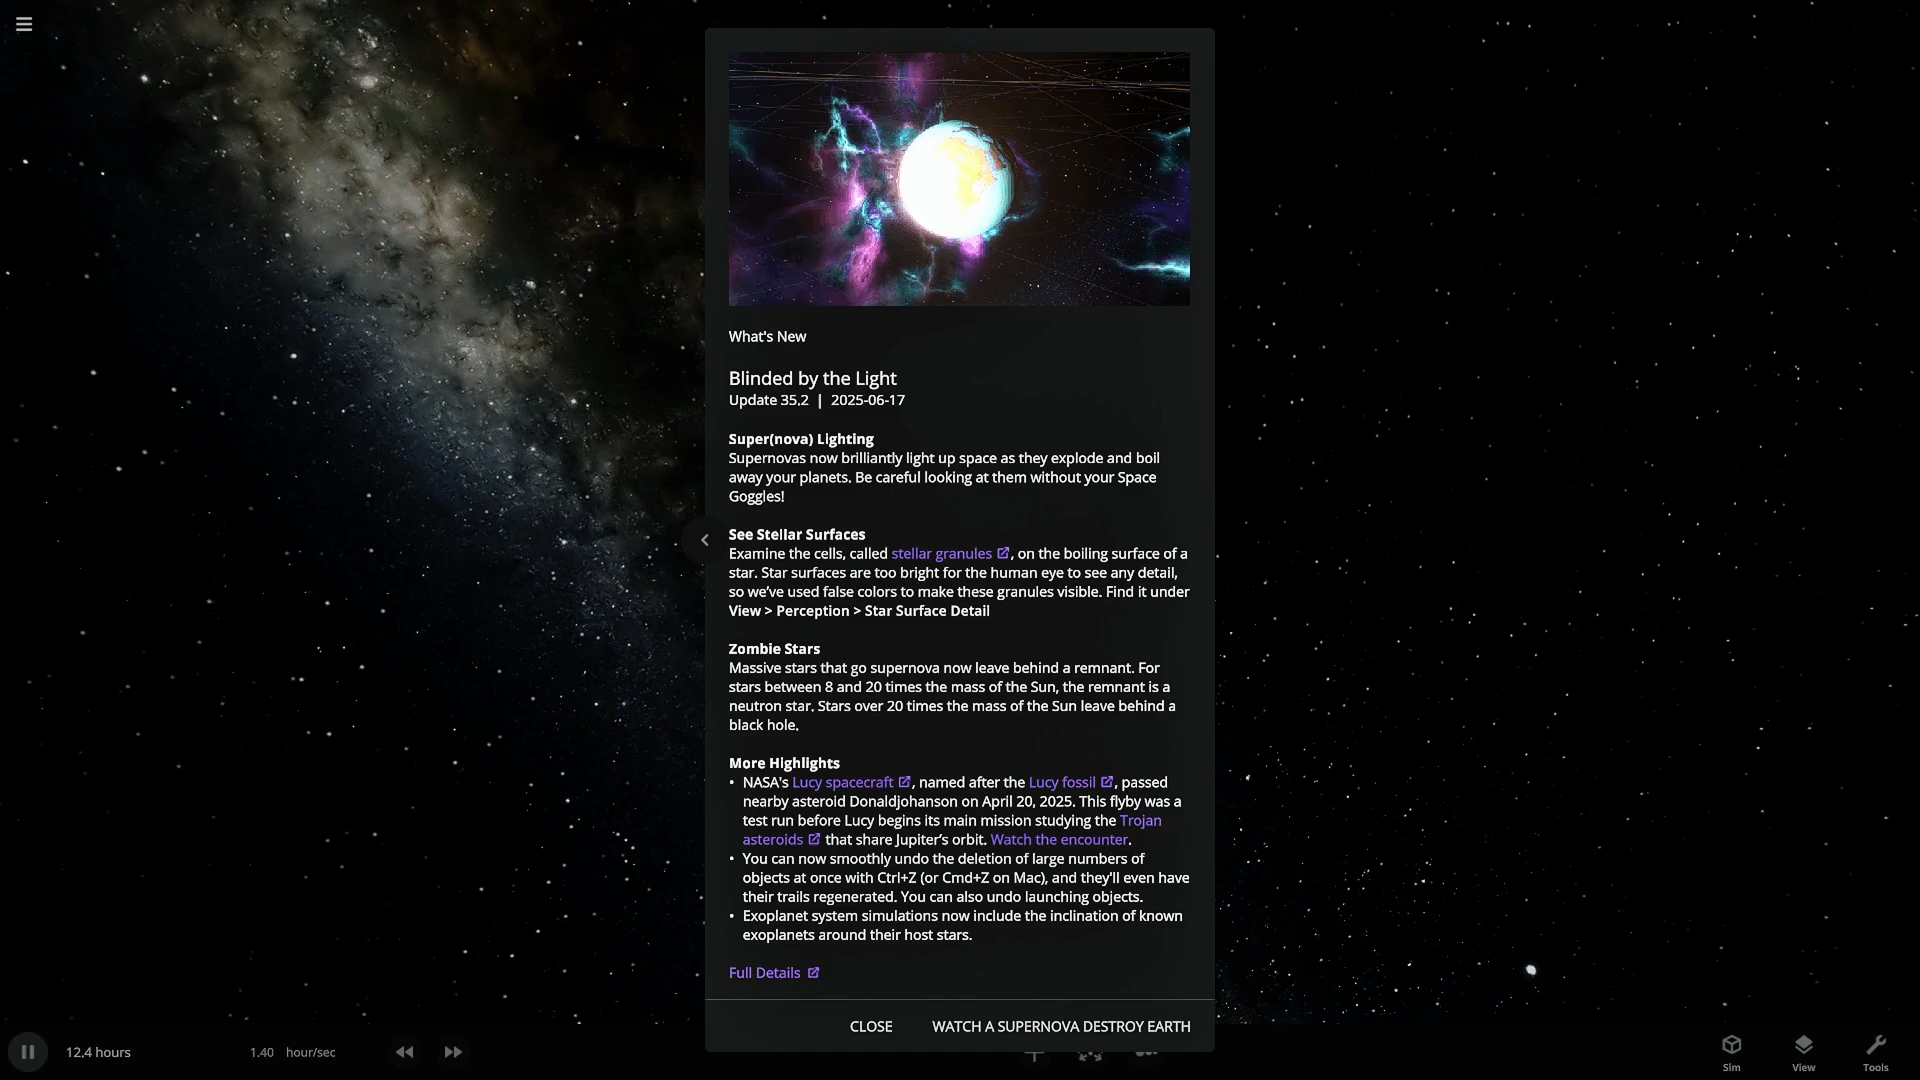 What's New
Blinded by the Light
Update 35.2 | 2025-06-17
Super(nova) Lighting
Supernovas now brilliantly light up space as they explode and boil
away your planets. Be careful looking at them without your Space
Goggles!
See Stellar Surfaces
Examine the cells, called stellar granules, on the boiling surface of a
star. Star surfaces are too bright for the human eye to see any detail,
so we’ve used false colors to make these granules visible. Find it under
View > Perception > Star Surface Detail
Zombie Stars
Massive stars that go supernova now leave behind a remnant. For
stars between 8 and 20 times the mass of the Sun, the remnant is a
neutron star. Stars over 20 times the mass of the Sun leave behind a
black hole.
More Highlights
• NASA's Lucy spacecraft, named after the Lucy fossil, passed
nearby asteroid Donaldjohanson on April 20, 2025. This flyby was a
test run before Lucy begins its main mission studying the Trojan
asteroids that share Jupiter’s orbit. Watch the encounter.
• You can now smoothly undo the deletion of large numbers of
objects at once with Ctrl+Z (or Cmd+Z on Mac), and they'll even have
their trails regenerated. You can also undo launching objects.
• Exoplanet system simulations now include the inclination of known
exoplanets around their host stars.
Full Details
CLOSE WATCH A SUPERNOVA DESTROY EARTH
12.4 hours 1.40 hour/sec
Sim View Tools